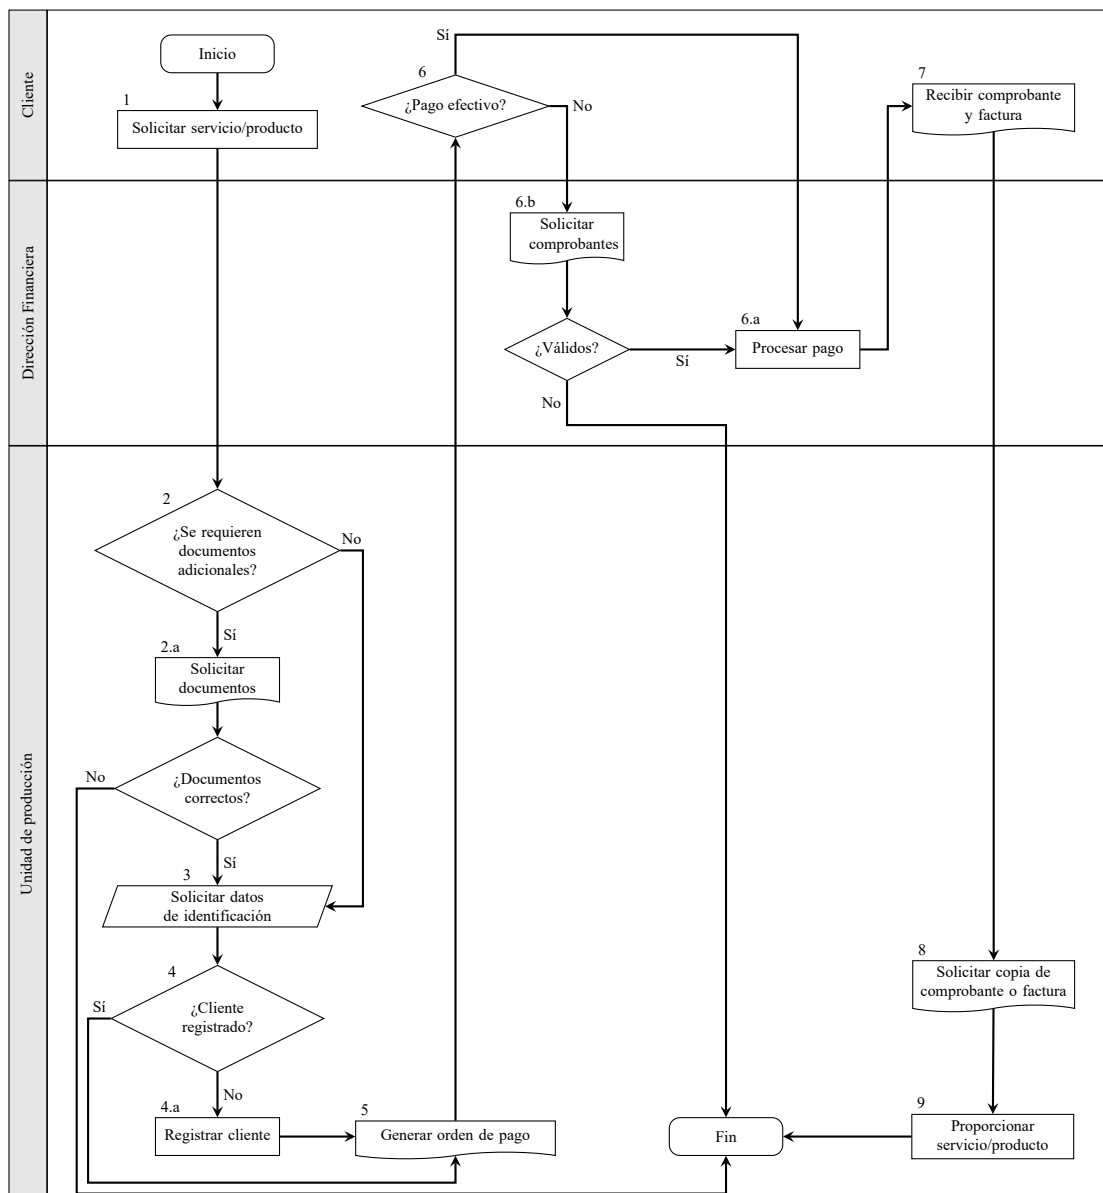 Cliente
Inicio
1
Solicitar servicio/producto
Sí
6
¿Pago efectivo?
No
7
Recibir comprobante
y factura
Dirección Financiera
6.b
Solicitar
comprobantes
¿Válidos?
Sí
No
6.a
Procesar pago
Unidad de producción
2
¿Se requieren
documentos
adicionales?
No
Sí
2.a
Solicitar
documentos
No
¿Documentos
correctos?
Sí
3
Solicitar datos
de identificación
4
Sí
¿Cliente
registrado?
No
4.a
Registrar cliente
5
Generar orden de pago
Fin
8
Solicitar copia de
comprobante o factura
9
Proporcionar
servicio/producto